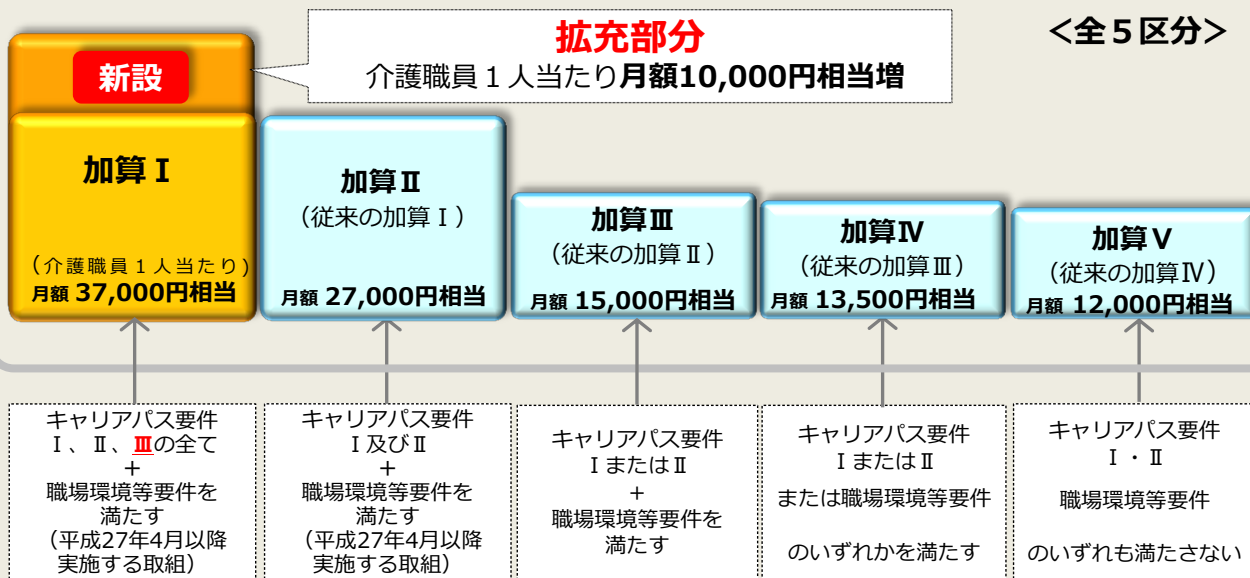 拡充部分
介護職員１人当たり月額10,000円相当増
＜全５区分＞
新設
加算Ⅰ
（介護職員１人当たり）
月額 37,000円相当
加算Ⅱ
（従来の加算Ⅰ）
月額 27,000円相当
加算Ⅲ
（従来の加算Ⅱ）
月額 15,000円相当
加算Ⅳ
（従来の加算Ⅲ）
月額 13,500円相当
加算Ⅴ
（従来の加算Ⅳ）
月額 12,000円相当
キャリアパス要件
Ⅰ、Ⅱ、Ⅲの全て
+
職場環境等要件を
満たす
（平成27年4月以降
実施する取組）
キャリアパス要件
Ⅰ及びⅡ
+
職場環境等要件を
満たす
（平成27年4月以降
実施する取組）
キャリアパス要件
ⅠまたはⅡ
+
職場環境等要件を
満たす
キャリアパス要件
ⅠまたはⅡ
または職場環境等要件
のいずれかを満たす
キャリアパス要件
Ⅰ・Ⅱ
職場環境等要件
のいずれも満たさない